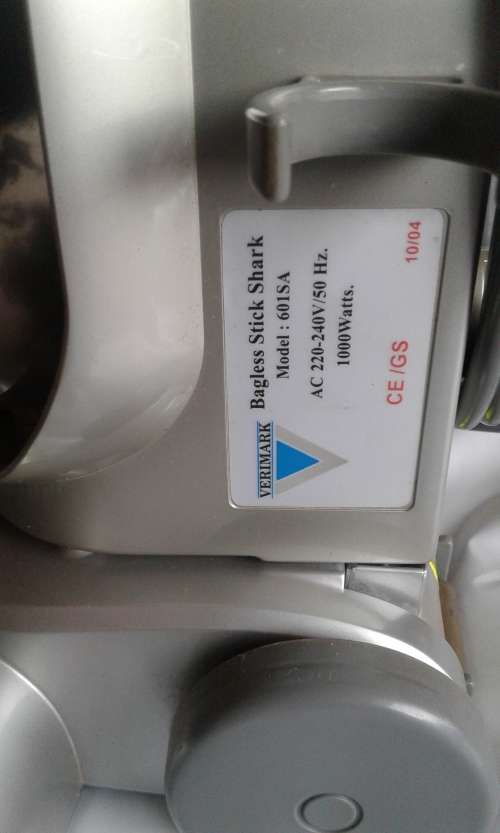 VERIMARK
Bagless Stick Shark
Model : 601SA
AC 220-240V/50 Hz.
1000Watts.
CE/GS
10/04